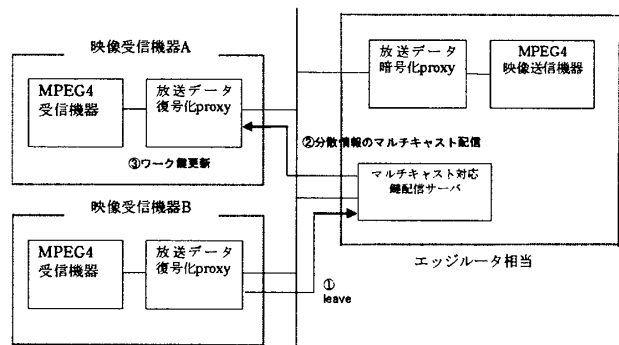 映像受信機器A
MPEG4
受信機器
放送データ
復号化proxy
③ワーク鍵更新
②分散情報のマルチキャスト配信
放送データ
暗号化proxy
MPEG4
映像送信機器
マルチキャスト対応
鍵配信サーバ
エッジルータ相当
映像受信機器B
MPEG4
受信機器
放送データ
復号化proxy
①
leave